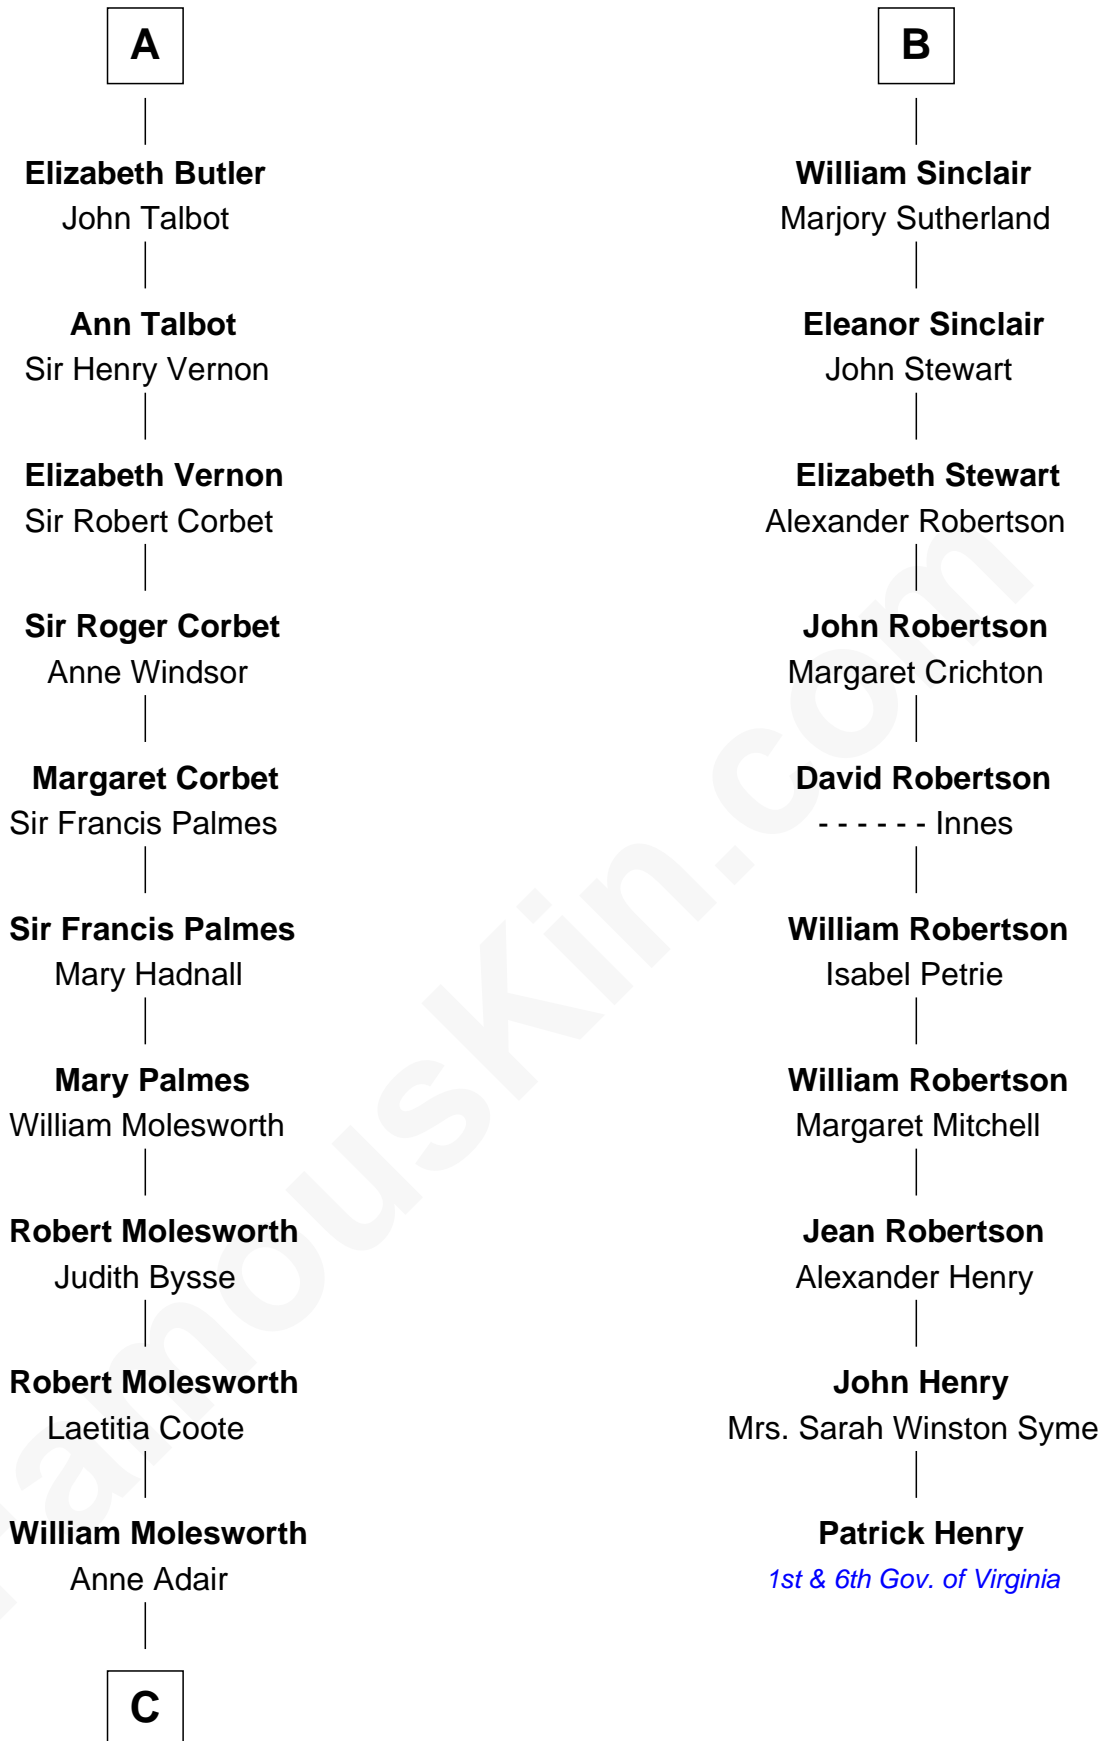 A
Elizabeth Butler
John Talbot
Ann Talbot
Sir Henry Vernon
Elizabeth Vernon
Sir Robert Corbet
Sir Roger Corbet
Anne Windsor
Margaret Corbet
Sir Francis Palmes
Sir Francis Palmes
Mary Hadnall
Mary Palmes
William Molesworth
Robert Molesworth
Judith Bysse
Robert Molesworth
Laetitia Coote
William Molesworth
Anne Adair
C
B
William Sinclair
Marjory Sutherland
Eleanor Sinclair
John Stewart
Elizabeth Stewart
Alexander Robertson
John Robertson
Margaret Crichton
David Robertson
- - - - - - Innes
William Robertson
Isabel Petrie
William Robertson
Margaret Mitchell
Jean Robertson
Alexander Henry
John Henry
Mrs. Sarah Winston Syme
Patrick Henry
1st & 6th Gov. of Virginia
FamousKin.com